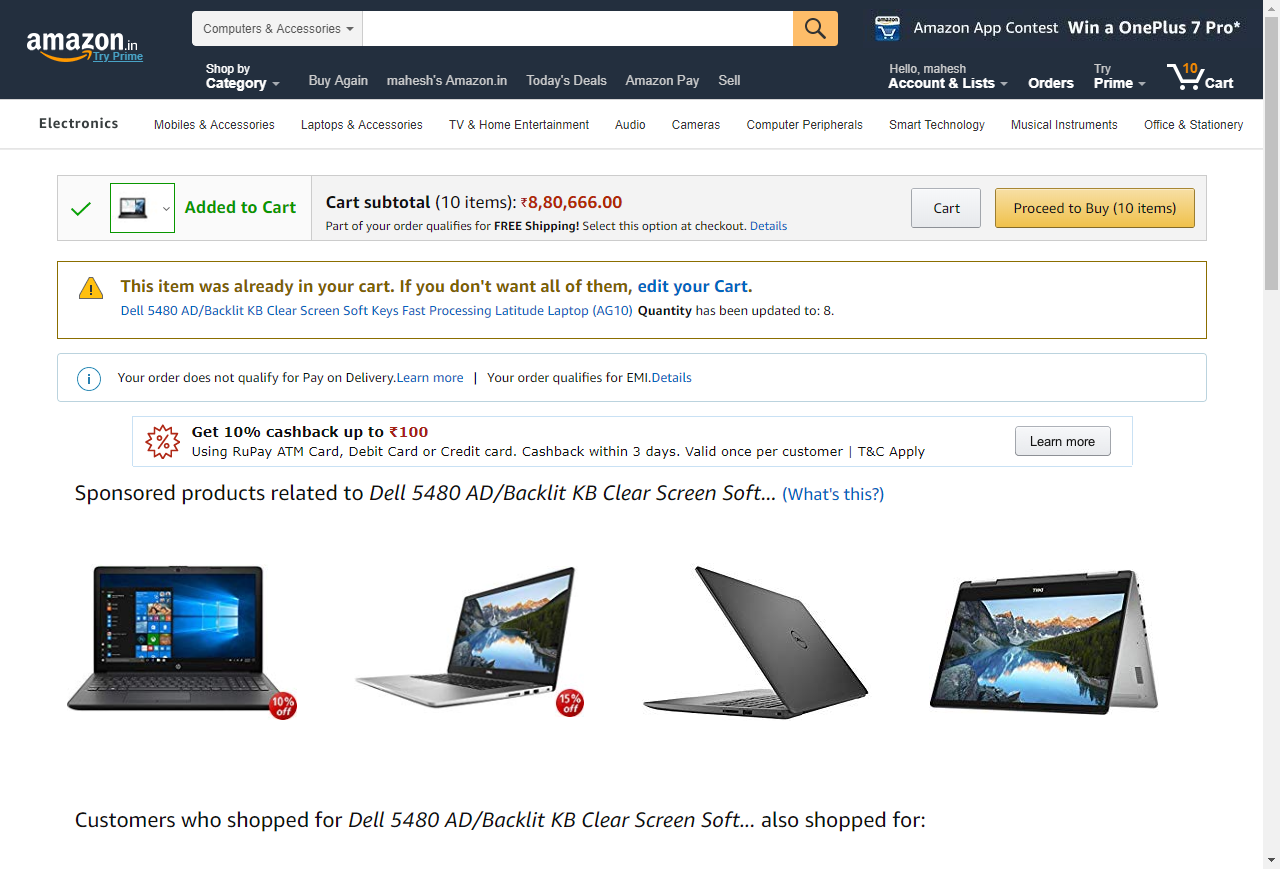 amazon.in
Try Prime
Computers & Accessories
amazon
Amazon App Contest Win a OnePlus 7 Pro*
Shop by
Category
Buy Again
mahesh's Amazon.in
Today's Deals
Amazon Pay
Sell
Hello, mahesh
Account & Lists
Orders
Try
Prime
10
Cart
Electronics
Mobiles & Accessories
Laptops & Accessories
TV & Home Entertainment
Audio
Cameras
Computer Peripherals
Smart Technology
Musical Instruments
Office & Stationery
Added to Cart
Cart subtotal (10 items): ₹8,80,666.00
Part of your order qualifies for FREE Shipping! Select this option at checkout. Details
Cart
Proceed to Buy (10 items)
This item was already in your cart. If you don't want all of them, edit your Cart.
Dell 5480 AD/Backlit KB Clear Screen Soft Keys Fast Processing Latitude Laptop (AG10) Quantity has been updated to: 8.
Your order does not qualify for Pay on Delivery.Learn more | Your order qualifies for EMI.Details
Get 10% cashback up to ₹100
Using RuPay ATM Card, Debit Card or Credit card. Cashback within 3 days. Valid once per customer | T&C Apply
Learn more
Sponsored products related to Dell 5480 AD/Backlit KB Clear Screen Soft... (What's this?)
10%
off
15%
off
Customers who shopped for Dell 5480 AD/Backlit KB Clear Screen Soft... also shopped for: